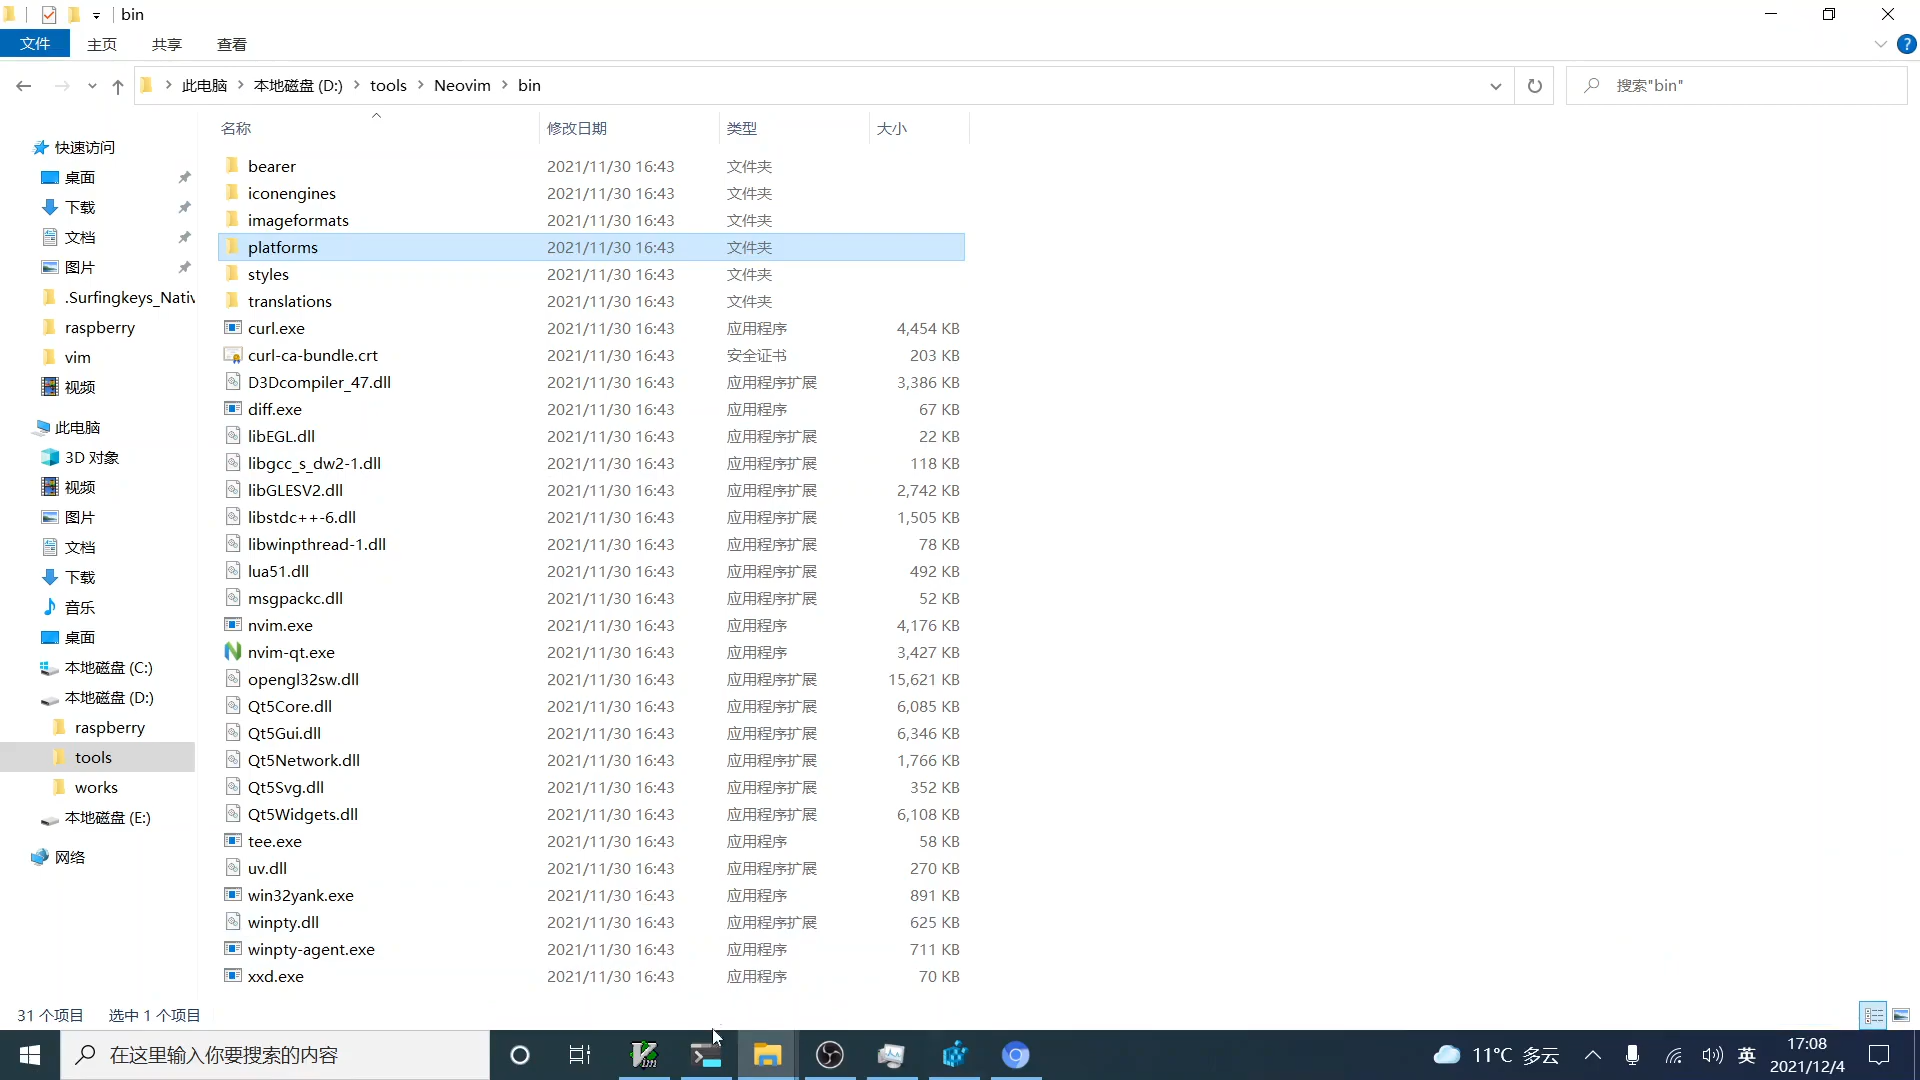 bin
文件 主页 共享 查看
此电脑 本地磁盘 (D:) tools Neovim bin 搜索"bin"
名称 修改日期 类型 大小
快速访问
桌面
下载
文档
图片
.Surfingkeys_Nativ
raspberry
vim
视频
此电脑
3D 对象
视频
图片
文档
下载
音乐
桌面
本地磁盘 (C:)
本地磁盘 (D:)
raspberry
tools
works
本地磁盘 (E:)
网络
bearer 2021/11/30 16:43 文件夹
iconengines 2021/11/30 16:43 文件夹
imageformats 2021/11/30 16:43 文件夹
platforms 2021/11/30 16:43 文件夹
styles 2021/11/30 16:43 文件夹
translations 2021/11/30 16:43 文件夹
curl.exe 2021/11/30 16:43 应用程序 4,454 KB
curl-ca-bundle.crt 2021/11/30 16:43 安全证书 203 KB
D3Dcompiler_47.dll 2021/11/30 16:43 应用程序扩展 3,386 KB
diff.exe 2021/11/30 16:43 应用程序 67 KB
libEGL.dll 2021/11/30 16:43 应用程序扩展 22 KB
libgcc_s_dw2-1.dll 2021/11/30 16:43 应用程序扩展 118 KB
libGLESV2.dll 2021/11/30 16:43 应用程序扩展 2,742 KB
libstdc++-6.dll 2021/11/30 16:43 应用程序扩展 1,505 KB
libwinpthread-1.dll 2021/11/30 16:43 应用程序扩展 78 KB
lua51.dll 2021/11/30 16:43 应用程序扩展 492 KB
msgpackc.dll 2021/11/30 16:43 应用程序扩展 52 KB
nvim.exe 2021/11/30 16:43 应用程序 4,176 KB
nvim-qt.exe 2021/11/30 16:43 应用程序 3,427 KB
opengl32sw.dll 2021/11/30 16:43 应用程序扩展 15,621 KB
Qt5Core.dll 2021/11/30 16:43 应用程序扩展 6,085 KB
Qt5Gui.dll 2021/11/30 16:43 应用程序扩展 6,346 KB
Qt5Network.dll 2021/11/30 16:43 应用程序扩展 1,766 KB
Qt5Svg.dll 2021/11/30 16:43 应用程序扩展 352 KB
Qt5Widgets.dll 2021/11/30 16:43 应用程序扩展 6,108 KB
tee.exe 2021/11/30 16:43 应用程序 58 KB
uv.dll 2021/11/30 16:43 应用程序扩展 270 KB
win32yank.exe 2021/11/30 16:43 应用程序 891 KB
winpty.dll 2021/11/30 16:43 应用程序扩展 625 KB
winpty-agent.exe 2021/11/30 16:43 应用程序 711 KB
xxd.exe 2021/11/30 16:43 应用程序 70 KB
31 个项目 选中 1 个项目
在这里输入你要搜索的内容 11°C 多云 英 17:08
2021/12/4